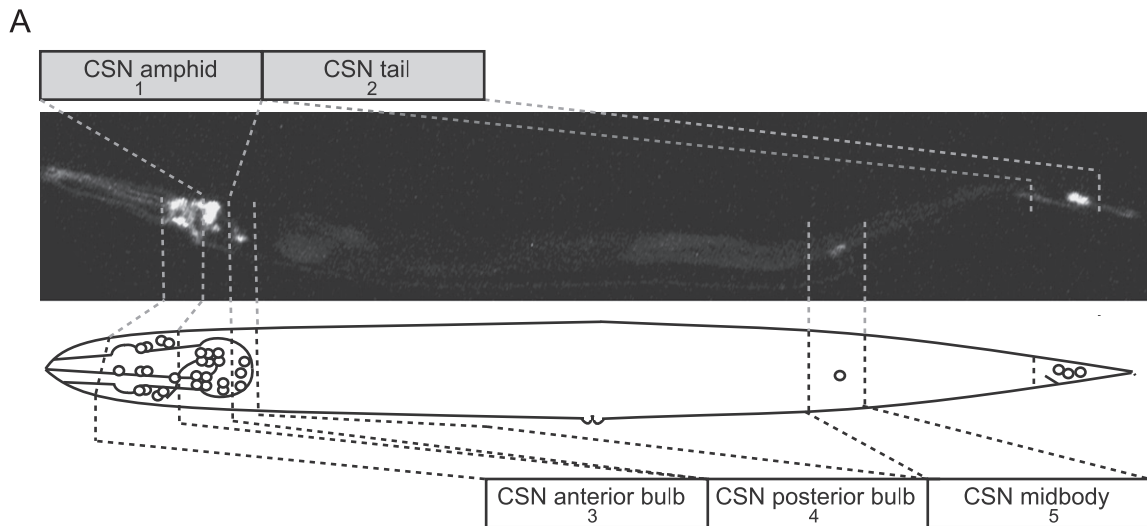 A
CSN amphid
1
CSN tail
2
CSN anterior bulb
3
CSN posterior bulb
4
CSN midbody
5